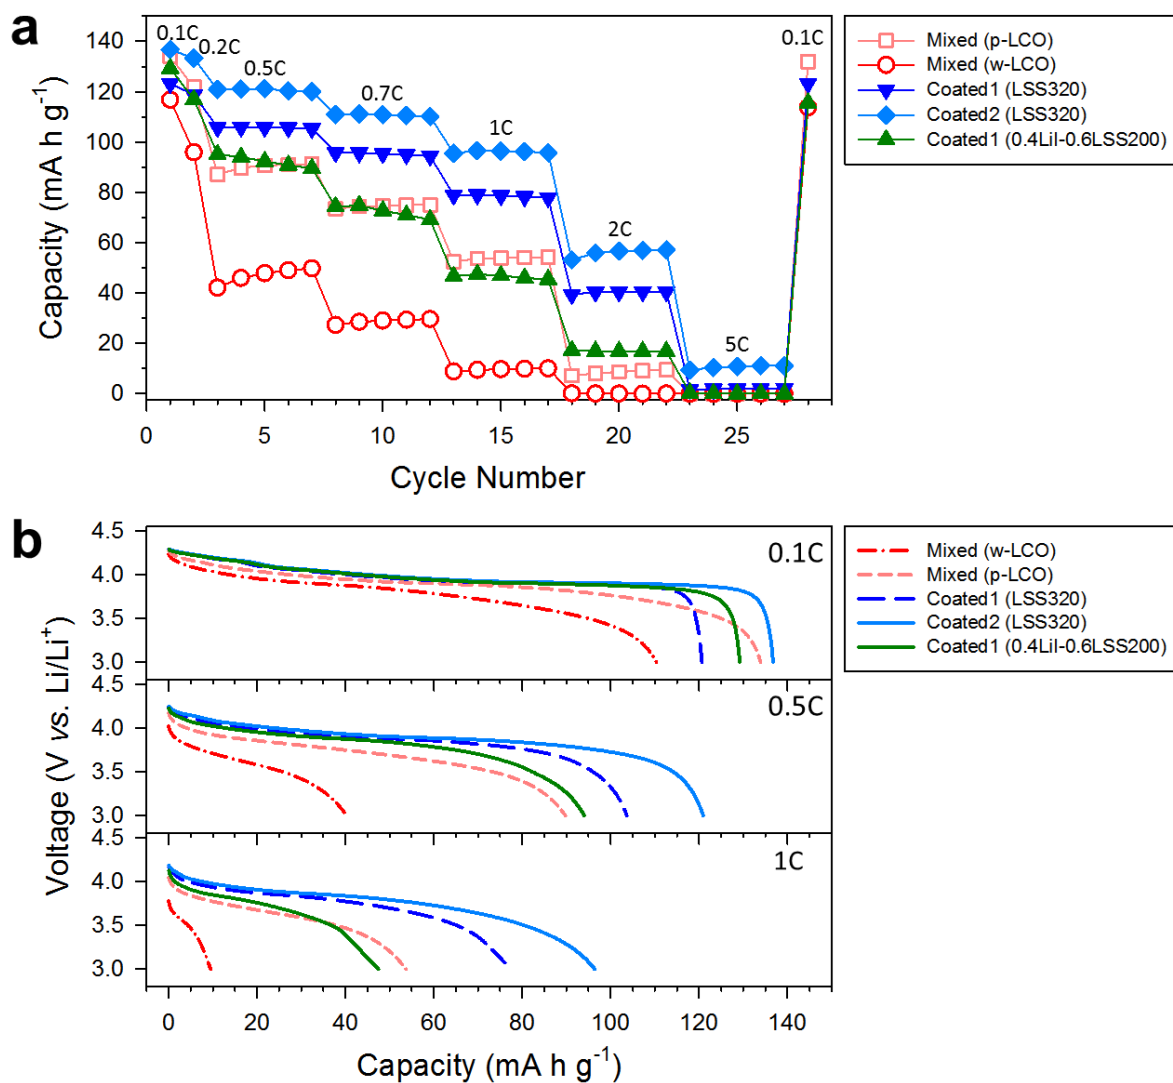 a
Capacity (mA h g⁻¹)
140
120
100
80
60
40
20
0
0.1C
0.2C
0.5C
0.7C
1C
2C
5C
0.1C
0
5
10
15
20
25
Cycle Number
Mixed (p-LCO)
Mixed (w-LCO)
Coated1 (LSS320)
Coated2 (LSS320)
Coated1 (0.4LiI-0.6LSS200)
b
Voltage (V vs. Li/Li⁺)
4.5
4.0
3.5
3.0
0.1C
4.5
4.0
3.5
3.0
0.5C
4.5
4.0
3.5
3.0
1C
0
20
40
60
80
100
120
140
Capacity (mA h g⁻¹)
Mixed (w-LCO)
Mixed (p-LCO)
Coated1 (LSS320)
Coated2 (LSS320)
Coated1 (0.4LiI-0.6LSS200)